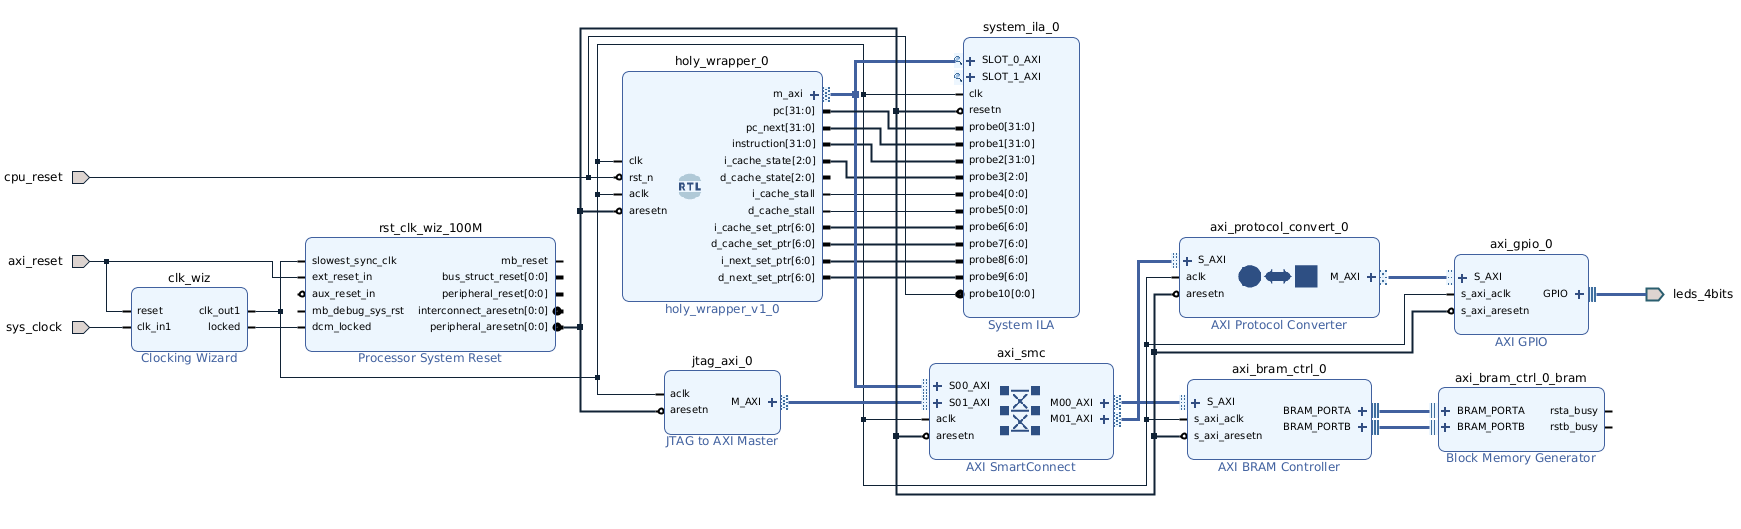 cpu_reset
axi_reset
sys_clock
clk_wiz
reset
clk_in1
clk_out1
locked
Clocking Wizard
rst_clk_wiz_100M
slowest_sync_clk
ext_reset_in
aux_reset_in
mb_debug_sys_rst
dcm_locked
mb_reset
bus_struct_reset[0:0]
peripheral_reset[0:0]
interconnect_aresetn[0:0]
peripheral_aresetn[0:0]
Processor System Reset
holy_wrapper_0
clk
rst_n
aclk
aresetn
RTL
m_axi
pc[31:0]
pc_next[31:0]
instruction[31:0]
i_cache_state[2:0]
d_cache_state[2:0]
i_cache_stall
d_cache_stall
i_cache_set_ptr[6:0]
d_cache_set_ptr[6:0]
i_next_set_ptr[6:0]
d_next_set_ptr[6:0]
holy_wrapper_v1_0
jtag_axi_0
aclk
aresetn
M_AXI
JTAG to AXI Master
system_ila_0
SLOT_0_AXI
SLOT_1_AXI
clk
resetn
probe0[31:0]
probe1[31:0]
probe2[31:0]
probe3[2:0]
probe4[0:0]
probe5[0:0]
probe6[6:0]
probe7[6:0]
probe8[6:0]
probe9[6:0]
probe10[0:0]
System ILA
axi_smc
S00_AXI
S01_AXI
aclk
aresetn
M00_AXI
M01_AXI
AXI SmartConnect
axi_protocol_convert_0
S_AXI
aclk
aresetn
M_AXI
AXI Protocol Converter
axi_bram_ctrl_0
S_AXI
s_axi_aclk
s_axi_aresetn
BRAM_PORTA
BRAM_PORTB
AXI BRAM Controller
axi_gpio_0
S_AXI
s_axi_aclk
s_axi_aresetn
GPIO
AXI GPIO
leds_4bits
axi_bram_ctrl_0_bram
BRAM_PORTA
BRAM_PORTB
rsta_busy
rstb_busy
Block Memory Generator